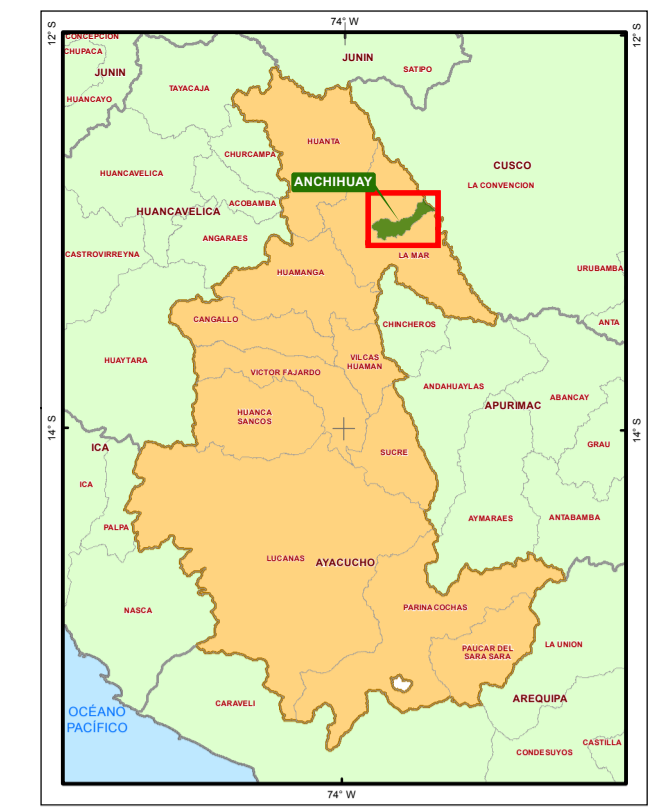 74° W
12° S
12° S
CONCEPCION
CHUPACA
JUNIN
JUNIN
SATIPO
TAYACAJA
HUANCAYO
HUANTA
CHURCAMPA
CUSCO
HUANCAVELICA
ANCHIHUAY
LA CONVENCION
ACOBAMBA
HUANCAVELICA
ANGARAES
CASTROVIRREYNA
LA MAR
URUBAMBA
HUAMANGA
CANGALLO
CHINCHEROS
ANTA
HUAYTARA
VILCAS
HUAMAN
VICTOR FAJARDO
ANDAHUAYLAS
ABANCAY
APURIMAC
HUANCA
SANCOS
14° S
14° S
ICA
GRAU
SUCRE
ICA
PALPA
AYMARAES
ANTABAMBA
LUCANAS
AYACUCHO
NASCA
PARINA COCHAS
PAUCAR DEL
SARA SARA
LA UNION
CARAVELI
AREQUIPA
OCÉANO
PACÍFICO
CASTILLA
CONDESUYOS
74° W